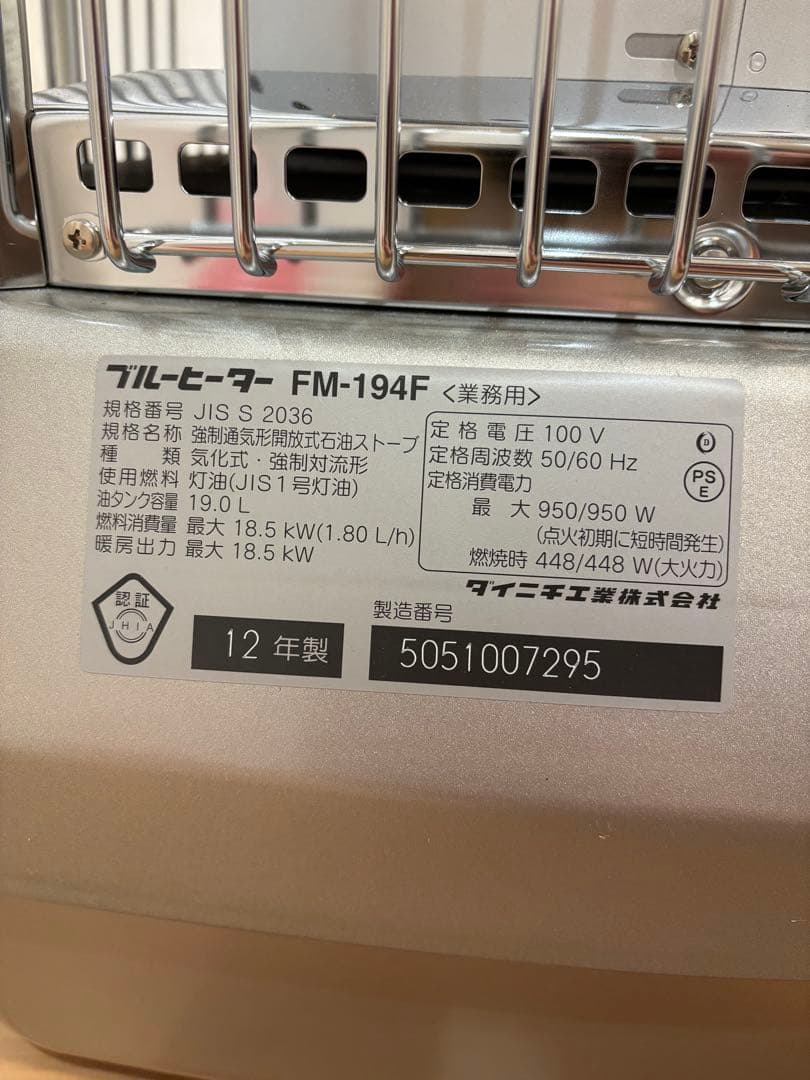 ブルーヒーター FM-194F <業務用>
規格番号 JIS S 2036
規格名称 強制通気形開放式石油ストーブ
種 類 気化式・強制対流形
使用燃料 灯油(JIS1号灯油)
油タンク容量 19.0 L
燃料消費量 最大 18.5 kW(1.80 L/h)
暖房出力 最大 18.5 kW
定格電圧 100 V
定格周波数 50/60 Hz
定格消費電力
最 大 950/950 W
(点火初期に短時間発生)
燃焼時 448/448 W(大火力)
D
PS
E
ダイニチ工業株式会社
認証
JHIA
12 年製
製造番号
5051007295